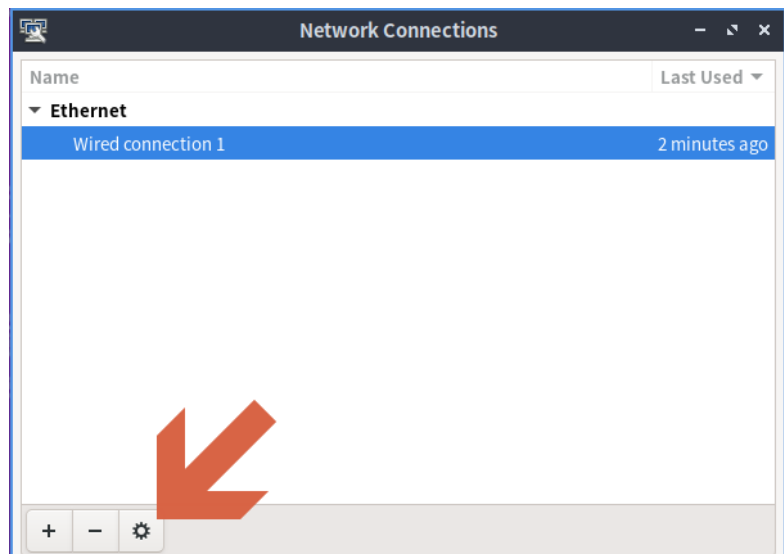 Network Connections
Name Last Used
Ethernet
Wired connection 1 2 minutes ago